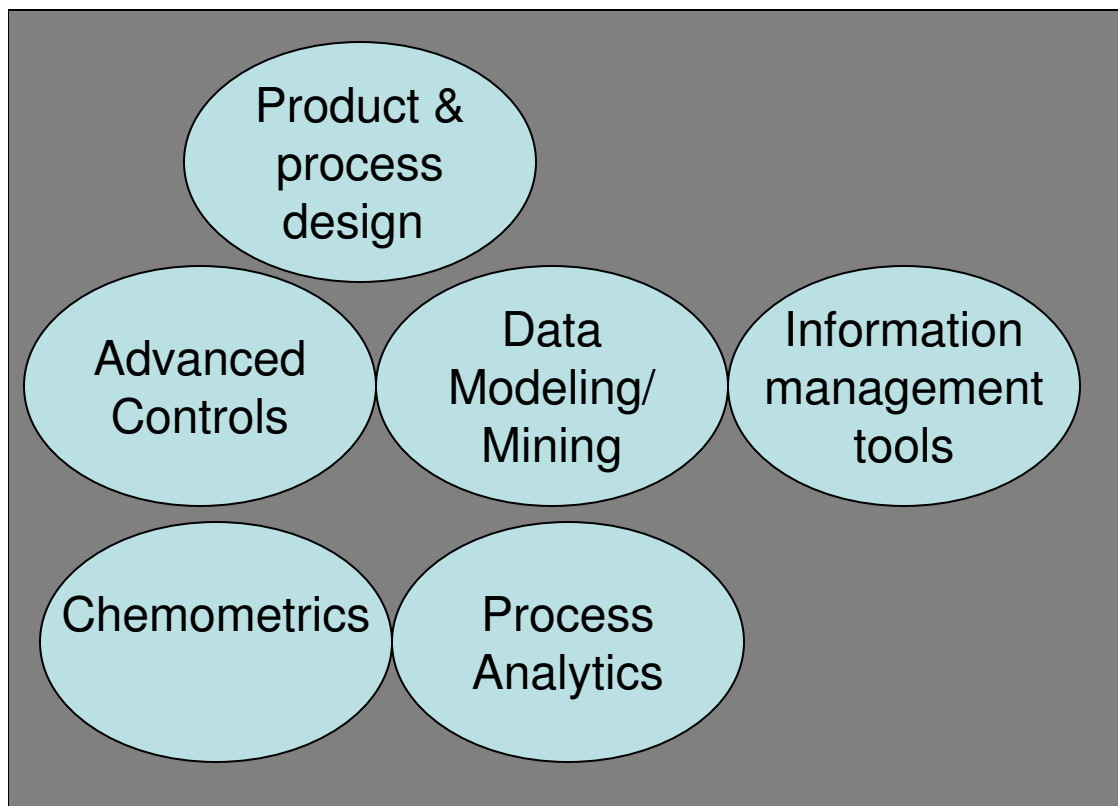 Product &
process
design
Advanced
Controls
Data
Modeling/
Mining
Information
management
tools
Chemometrics
Process
Analytics